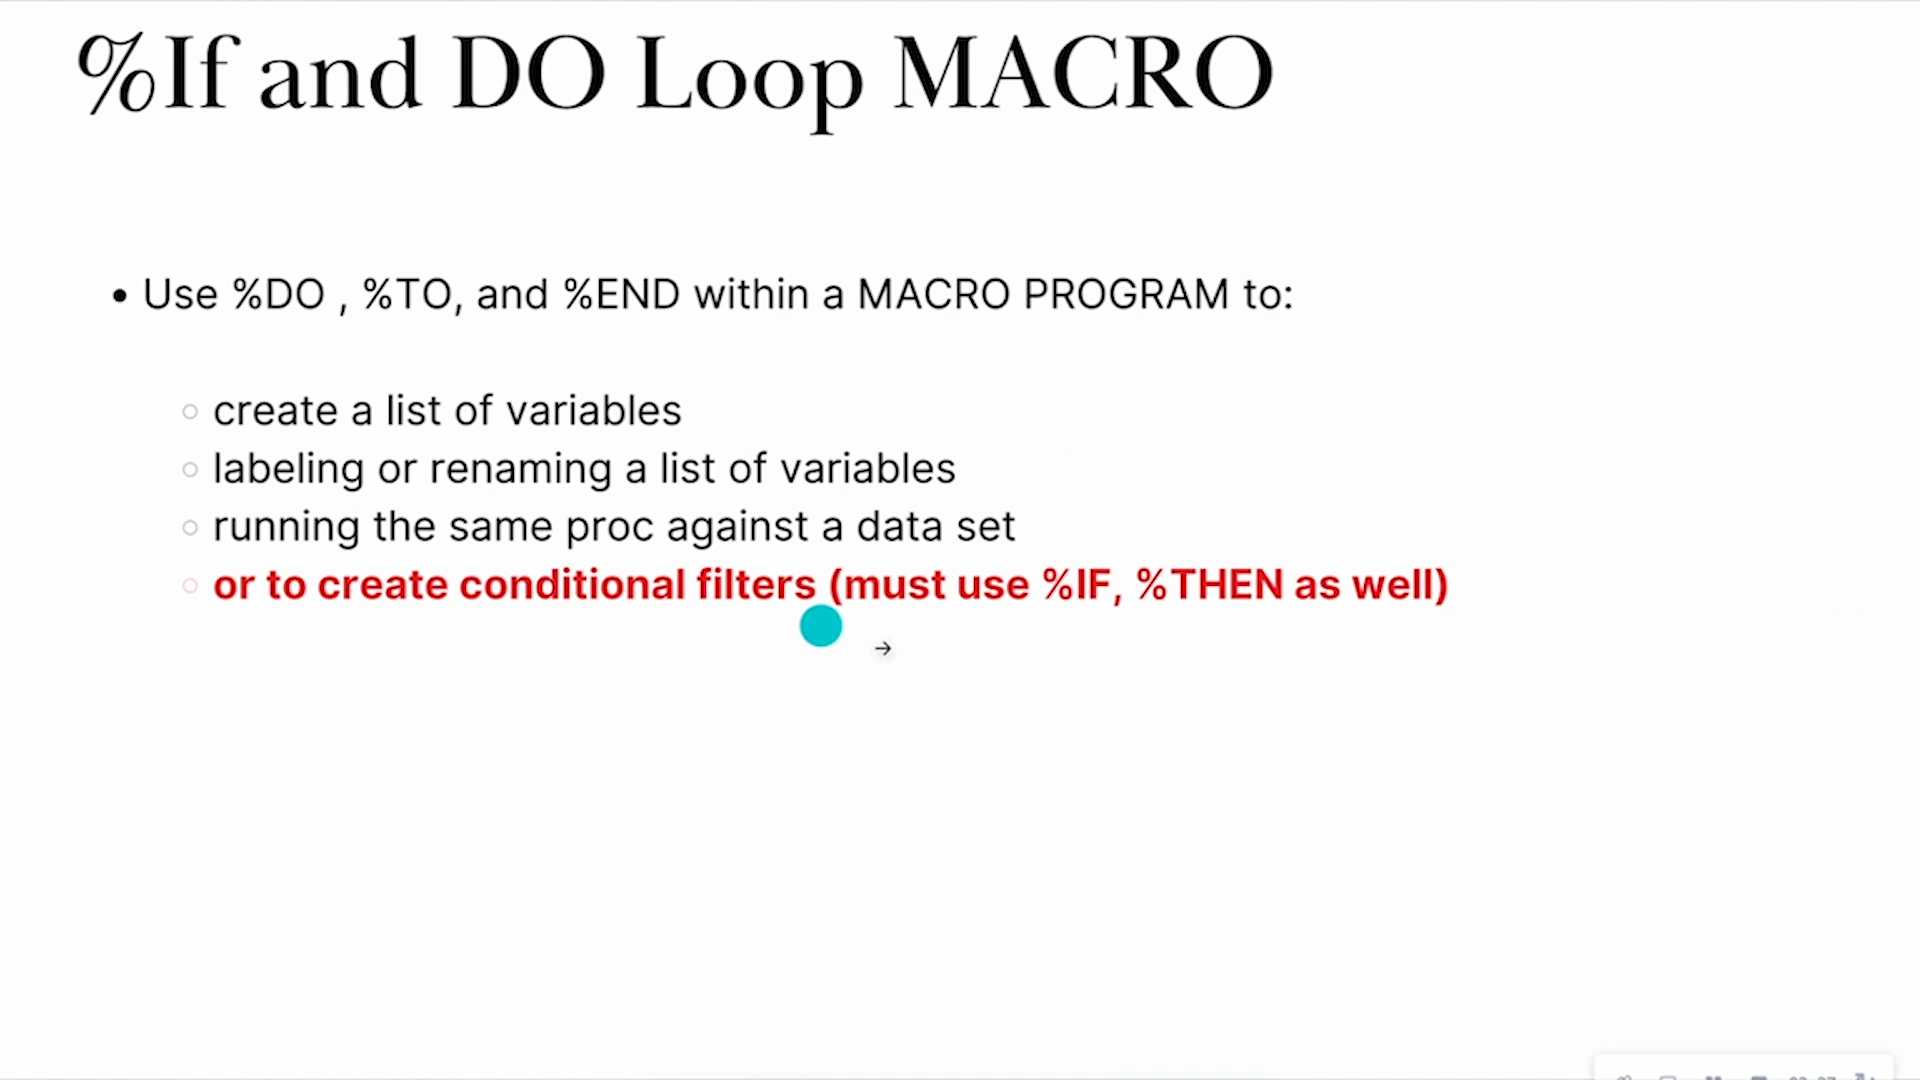 %If and DO Loop MACRO
• Use %DO , %TO, and %END within a MACRO PROGRAM to:
○ create a list of variables
○ labeling or renaming a list of variables
○ running the same proc against a data set
○ or to create conditional filters (must use %IF, %THEN as well)